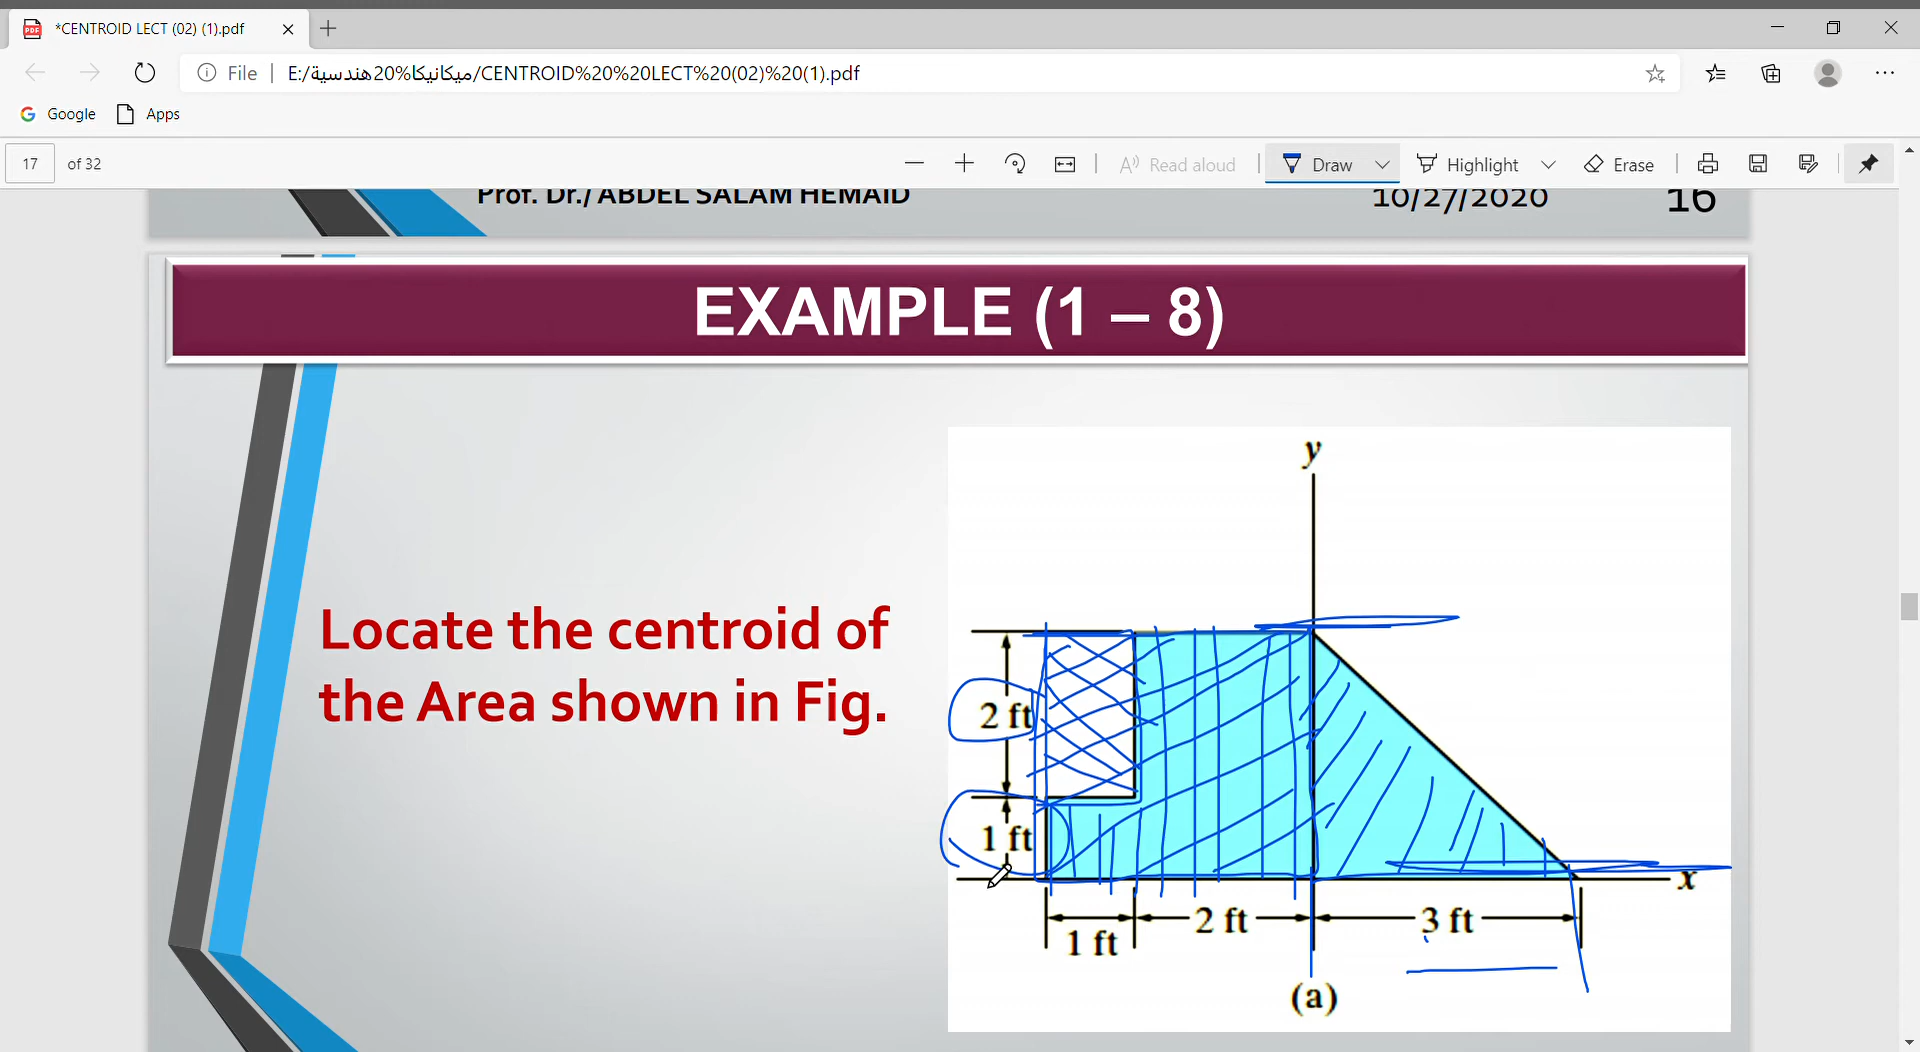 *CENTROID LECT (02) (1).pdf
File | E:/ميكانيكا%20هندسية/CENTROID%20%20LECT%20(02)%20(1).pdf
Google Apps
17 of 32 Read aloud Draw Highlight Erase
Prof. Dr./ ABDEL SALAM HEMAID 10/27/2020 16
EXAMPLE (1 – 8)
Locate the centroid of
the Area shown in Fig.
y
2 ft
1 ft
x
1 ft
2 ft
3 ft
(a)